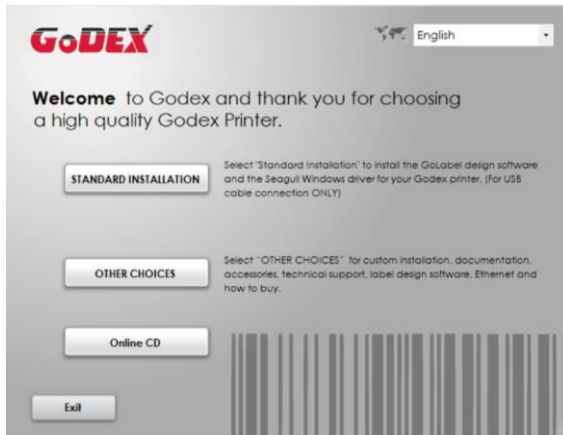 GoDEX
English
Welcome to Godex and thank you for choosing
a high quality Godex Printer.
STANDARD INSTALLATION
Select "Standard Installation" to install the GoLabel design software
and the Seagull Windows driver for your Godex printer. (For USB
cable connection ONLY)
OTHER CHOICES
Select "OTHER CHOICES" for custom installation, documentation,
accessories, technical support, label design software, Ethernet and
how to buy.
Online CD
Exit